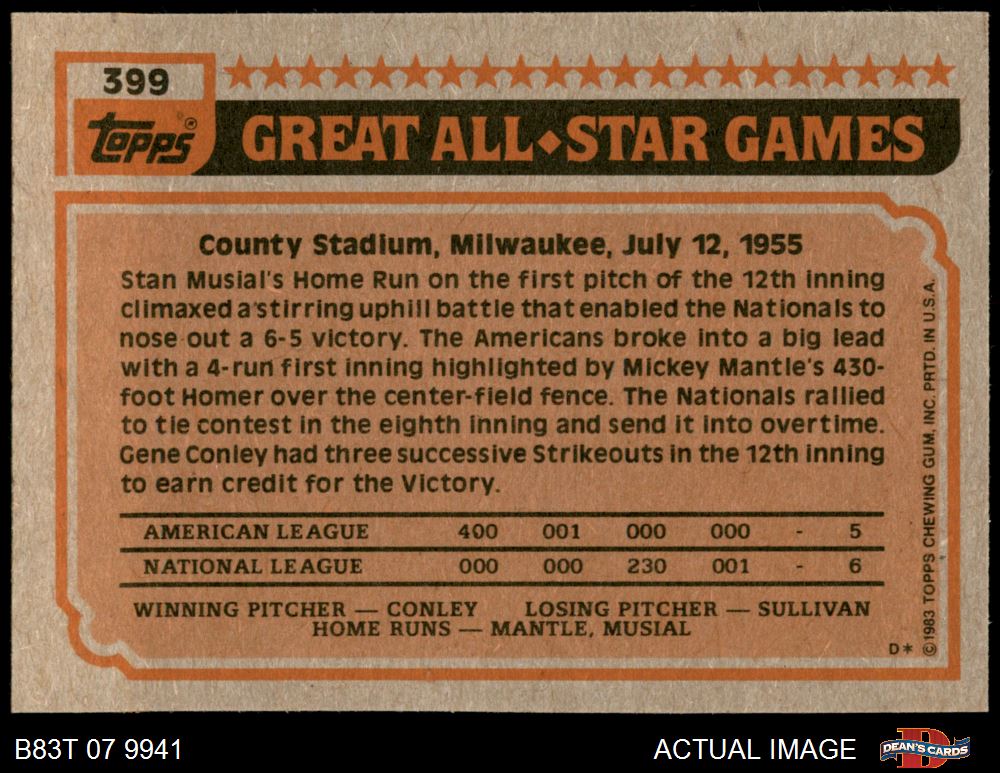 399
topps®
GREAT ALL◆STAR GAMES
County Stadium, Milwaukee, July 12, 1955
Stan Musial's Home Run on the first pitch of the 12th inning
climaxed a stirring uphill battle that enabled the Nationals to
nose out a 6-5 victory. The Americans broke into a big lead
with a 4-run first inning highlighted by Mickey Mantle's 430-
foot Homer over the center-field fence. The Nationals rallied
to tie contest in the eighth inning and send it into overtime.
Gene Conley had three successive Strikeouts in the 12th inning
to earn credit for the Victory.
AMERICAN LEAGUE 400 001 000 000 - 5
NATIONAL LEAGUE 000 000 230 001 - 6
WINNING PITCHER — CONLEY LOSING PITCHER — SULLIVAN
HOME RUNS — MANTLE, MUSIAL
D*
©1983 TOPPS CHEWING GUM, INC. PRTD. IN U.S.A.
B83T 07 9941
ACTUAL IMAGE
DEAN'S CARDS